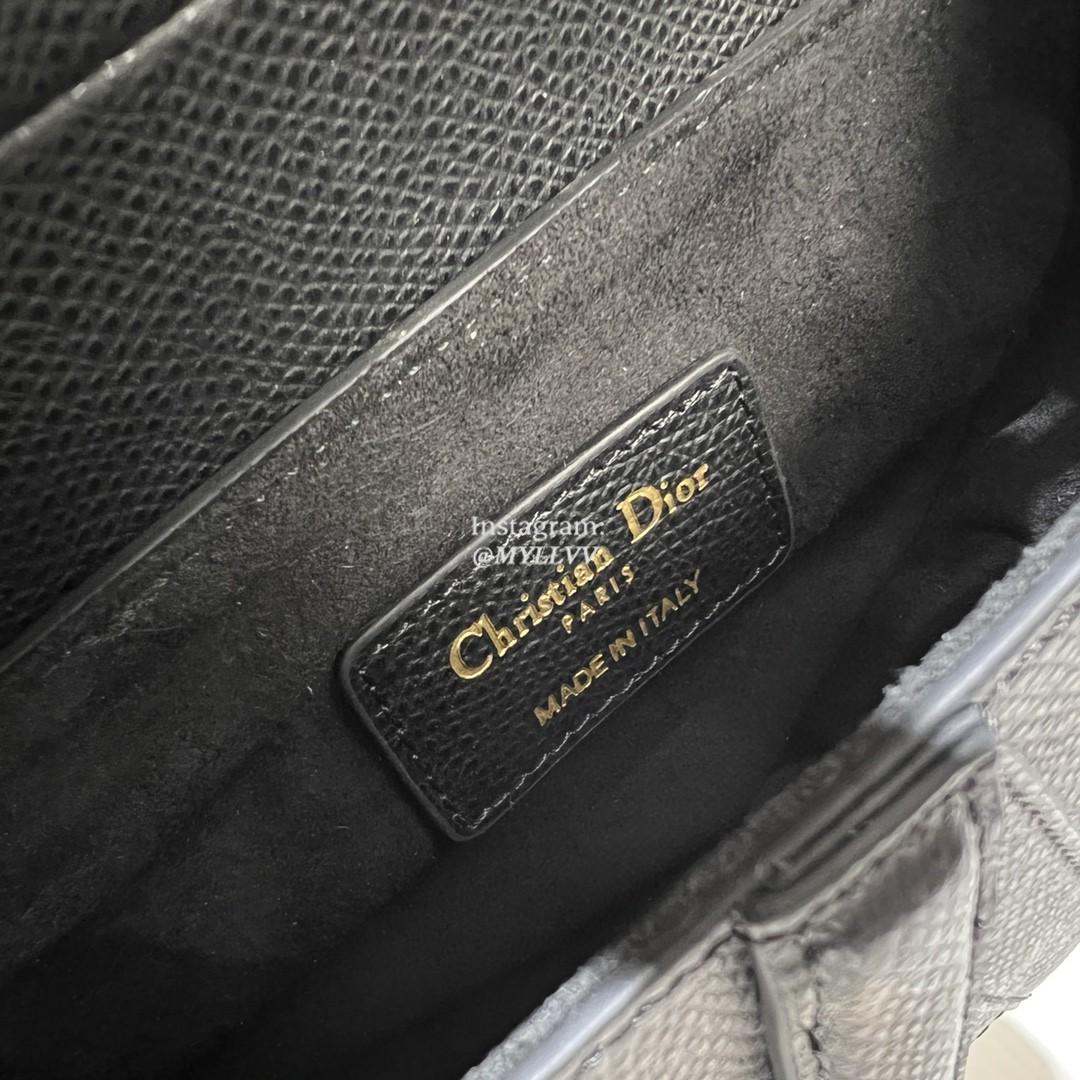 Christian Dior
PARIS
MADE IN ITALY
Instagram:
@MYLLVV